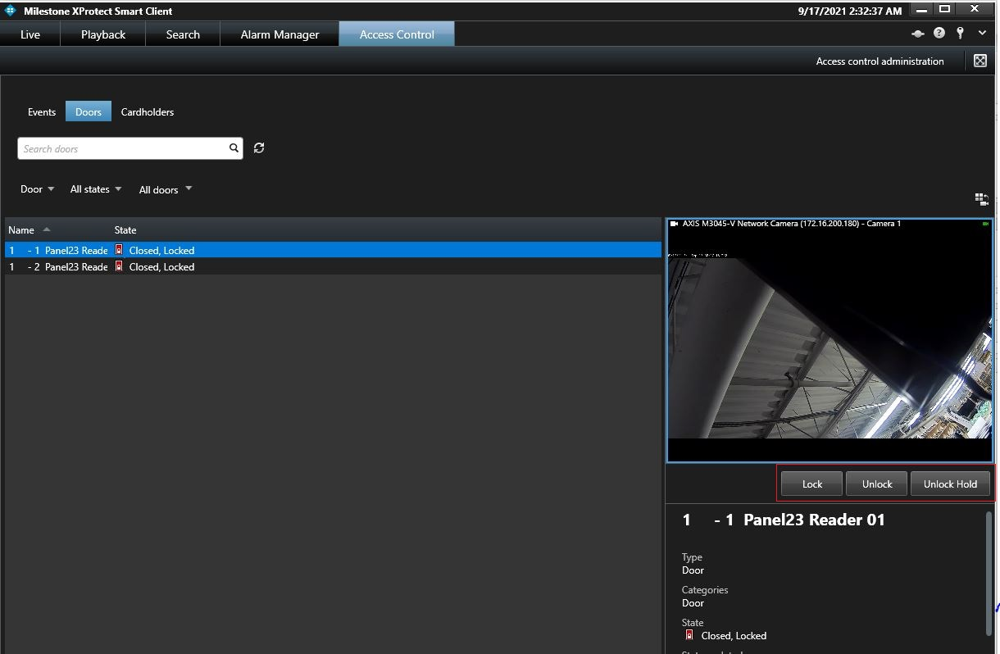 Milestone XProtect Smart Client
9/17/2021 2:32:37 AM
Live Playback Search Alarm Manager Access Control
Access control administration
Events Doors Cardholders
Search doors
Door All states All doors
Name State
1 - 1 Panel23 Reade Closed, Locked
1 - 2 Panel23 Reade Closed, Locked
AXIS M3045-V Network Camera (172.16.200.180) - Camera 1
Lock Unlock Unlock Hold
1 - 1 Panel23 Reader 01
Type
Door
Categories
Door
State
Closed, Locked